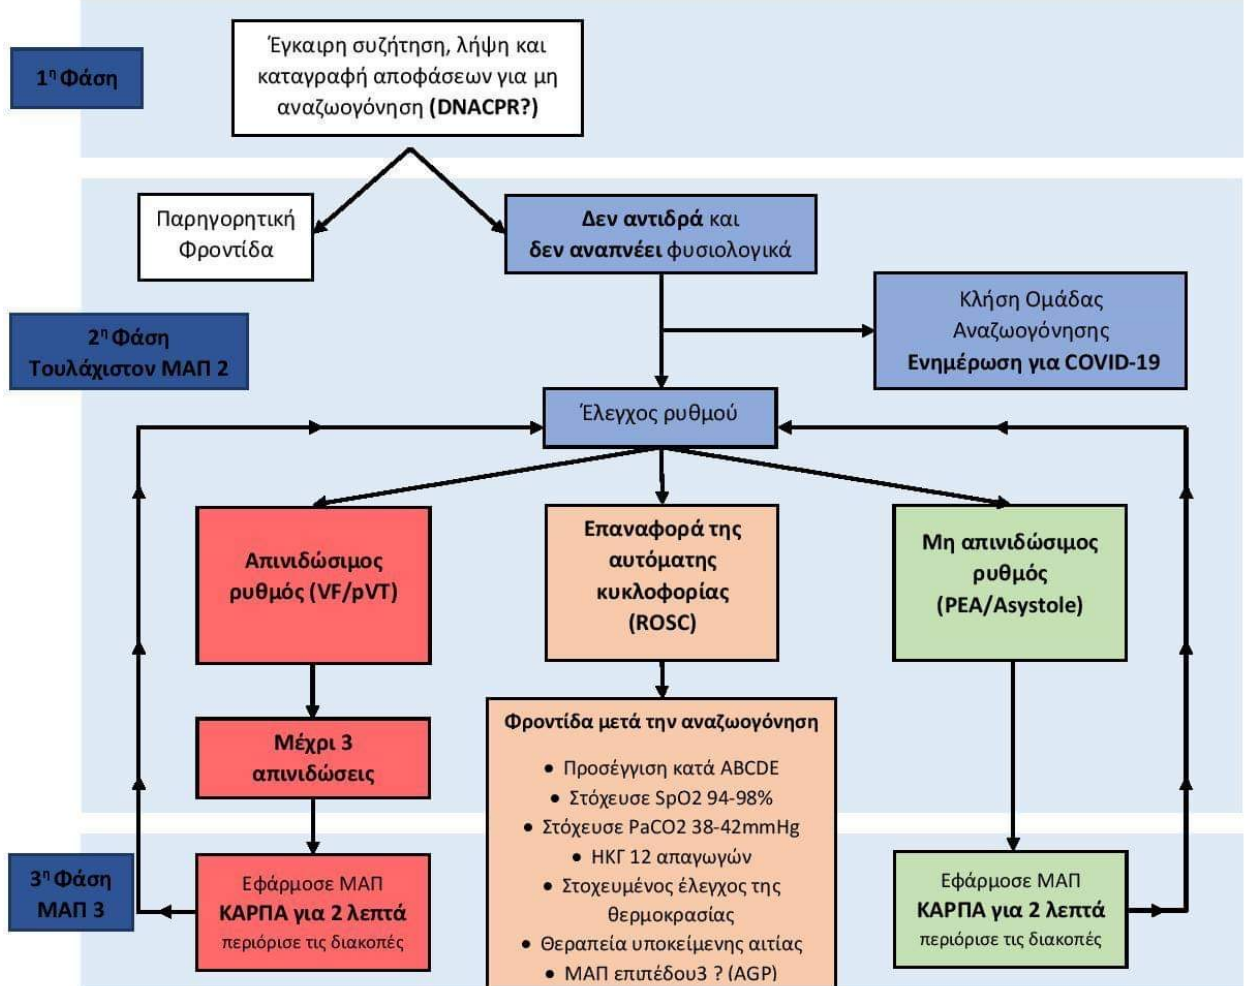 1η Φάση
Έγκαιρη συζήτηση, λήψη και
καταγραφή αποφάσεων για μη
αναζωογόνηση (DNACPR?)
Παρηγορητική
Φροντίδα
Δεν αντιδρά και
δεν αναπνέει φυσιολογικά
2η Φάση
Τουλάχιστον ΜΑΠ 2
Κλήση Ομάδας
Αναζωογόνησης
Ενημέρωση για COVID-19
Έλεγχος ρυθμού
Απινιδώσιμος
ρυθμός (VF/pVT)
Επαναφορά της
αυτόματης
κυκλοφορίας
(ROSC)
Μη απινιδώσιμος
ρυθμός
(PEA/Asystole)
Μέχρι 3
απινιδώσεις
Φροντίδα μετά την αναζωογόνηση
• Προσέγγιση κατά ABCDE
• Στόχευσε SpO2 94-98%
• Στόχευσε PaCO2 38-42mmHg
• ΗΚΓ 12 απαγωγών
• Στοχευμένος έλεγχος της
θερμοκρασίας
• Θεραπεία υποκείμενης αιτίας
• ΜΑΠ επιπέδου3 ? (AGP)
3η Φάση
ΜΑΠ 3
Εφάρμοσε ΜΑΠ
ΚΑΡΠΑ για 2 λεπτά
περιόρισε τις διακοπές
Εφάρμοσε ΜΑΠ
ΚΑΡΠΑ για 2 λεπτά
περιόρισε τις διακοπές